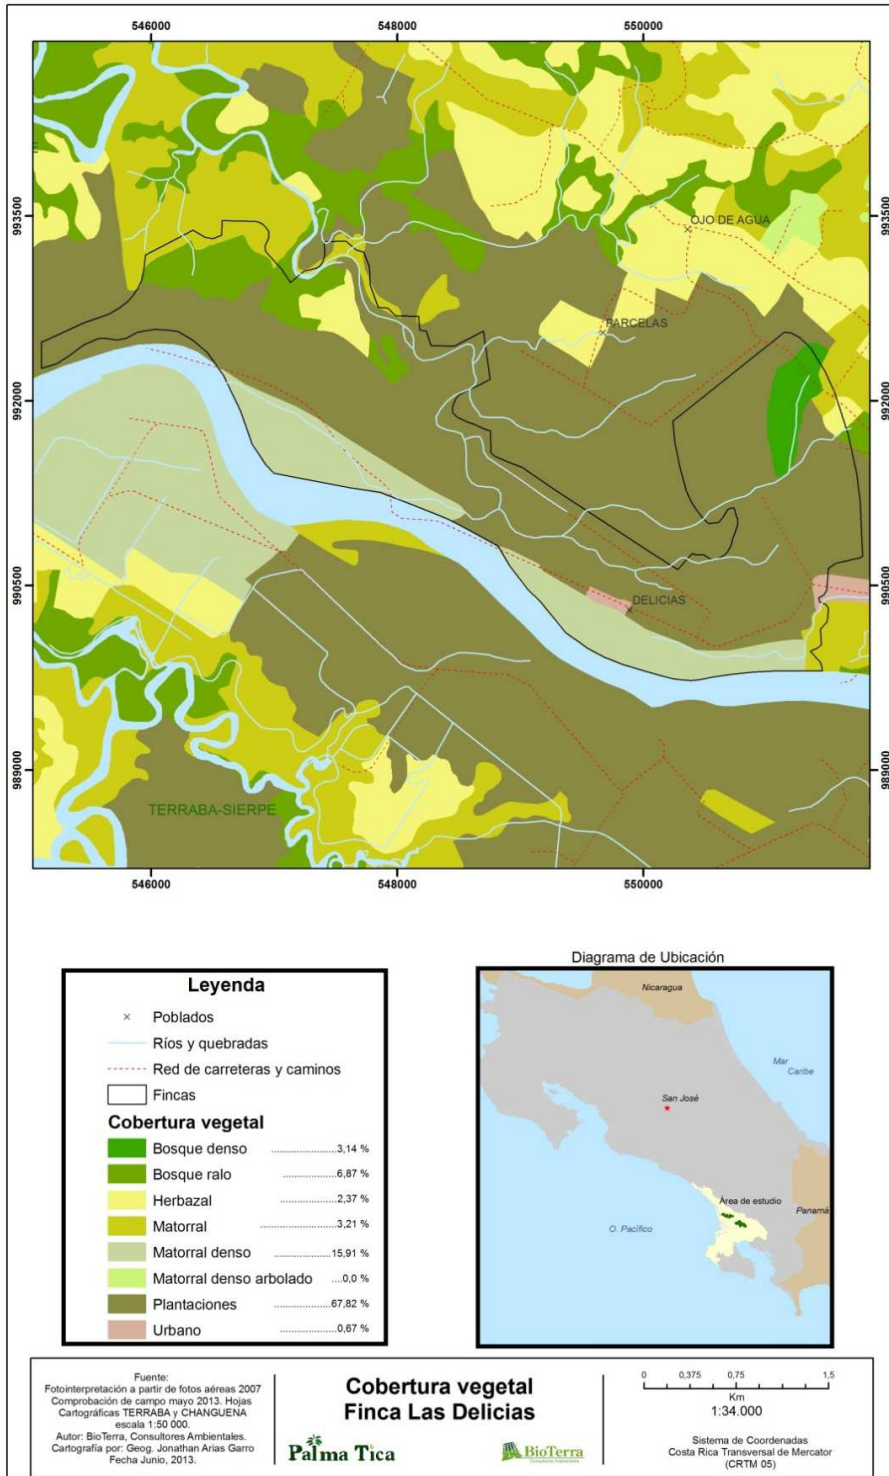 546000
548000
550000
993500
993500
OJO DE AGUA
PARCELAS
992000
992000
990500
990500
DELICIAS
989000
989000
TERRABA-SIERPE
546000
548000
550000
Leyenda
Poblados
Ríos y quebradas
Red de carreteras y caminos
Fincas
Cobertura vegetal
Bosque denso ......................3,14 %
Bosque ralo ......................6,87 %
Herbazal ......................2,37 %
Matorral ......................3,21 %
Matorral denso ......................15,91 %
Matorral denso arbolado ....0,0 %
Plantaciones ......................67,82 %
Urbano ......................0,67 %
Diagrama de Ubicación
Nicaragua
Mar
Caribe
San José
Área de estudio
Panamá
O. Pacífico
Fuente:
Fotointerpretación a partir de fotos aéreas 2007
Comprobación de campo mayo 2013. Hojas
Cartográficas TERRABA y CHANGUENA
escala 1:50 000.
Autor: BioTerra, Consultores Ambientales.
Cartografía por: Geog. Jonathan Arias Garro
Fecha Junio, 2013.
Cobertura vegetal
Finca Las Delicias
Palma Tica
BioTerra
Consultores Ambientales
0 0,375 0,75 1,5
Km
1:34.000
Sistema de Coordenadas
Costa Rica Transversal de Mercator
(CRTM 05)